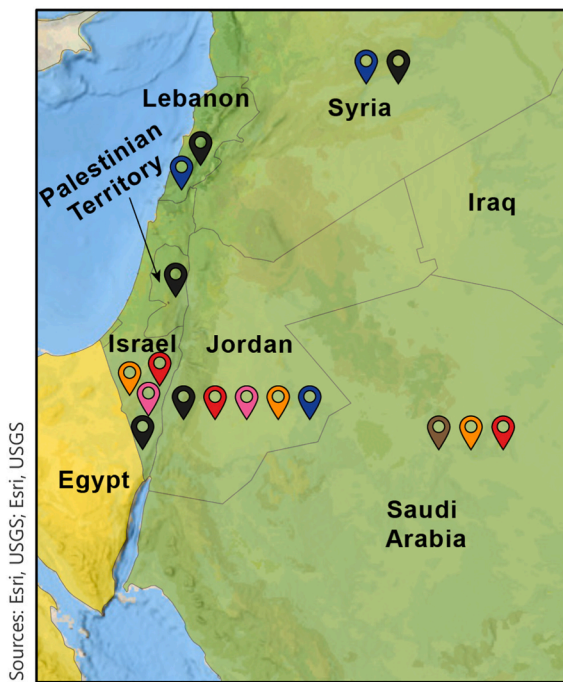 Lebanon
Syria
Palestinian
Territory
Iraq
Israel
Jordan
Egypt
Saudi
Arabia
Sources: Esri, USGS; Esri, USGS